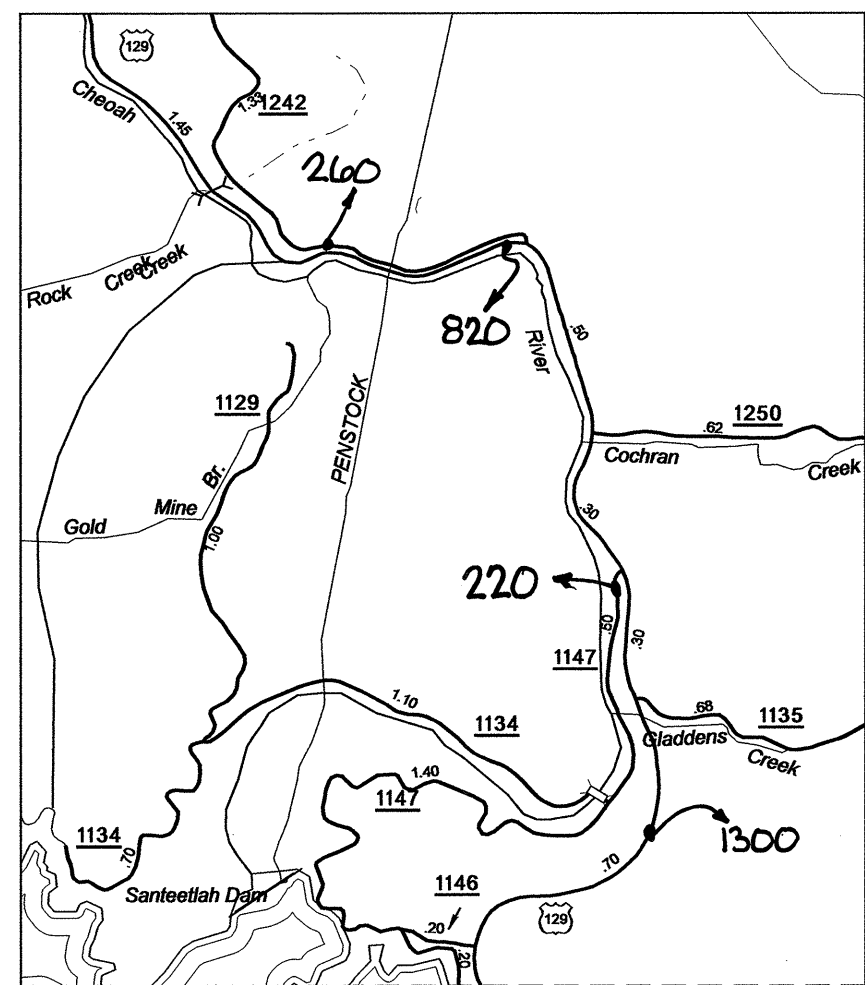 129
Cheoah
1.45
1.33
1242
260
Rock
Creek
Creek
820
River
.50
1129
PENSTOCK
1250
.62
Cochran
Creek
Gold
Mine
Br.
1.00
.30
220
.50
.30
1147
1.10
1134
.68
1135
Gladdens
Creek
1.40
1147
1134
.70
1300
Santeetlah Dam
1146
.70
129
.20
.20